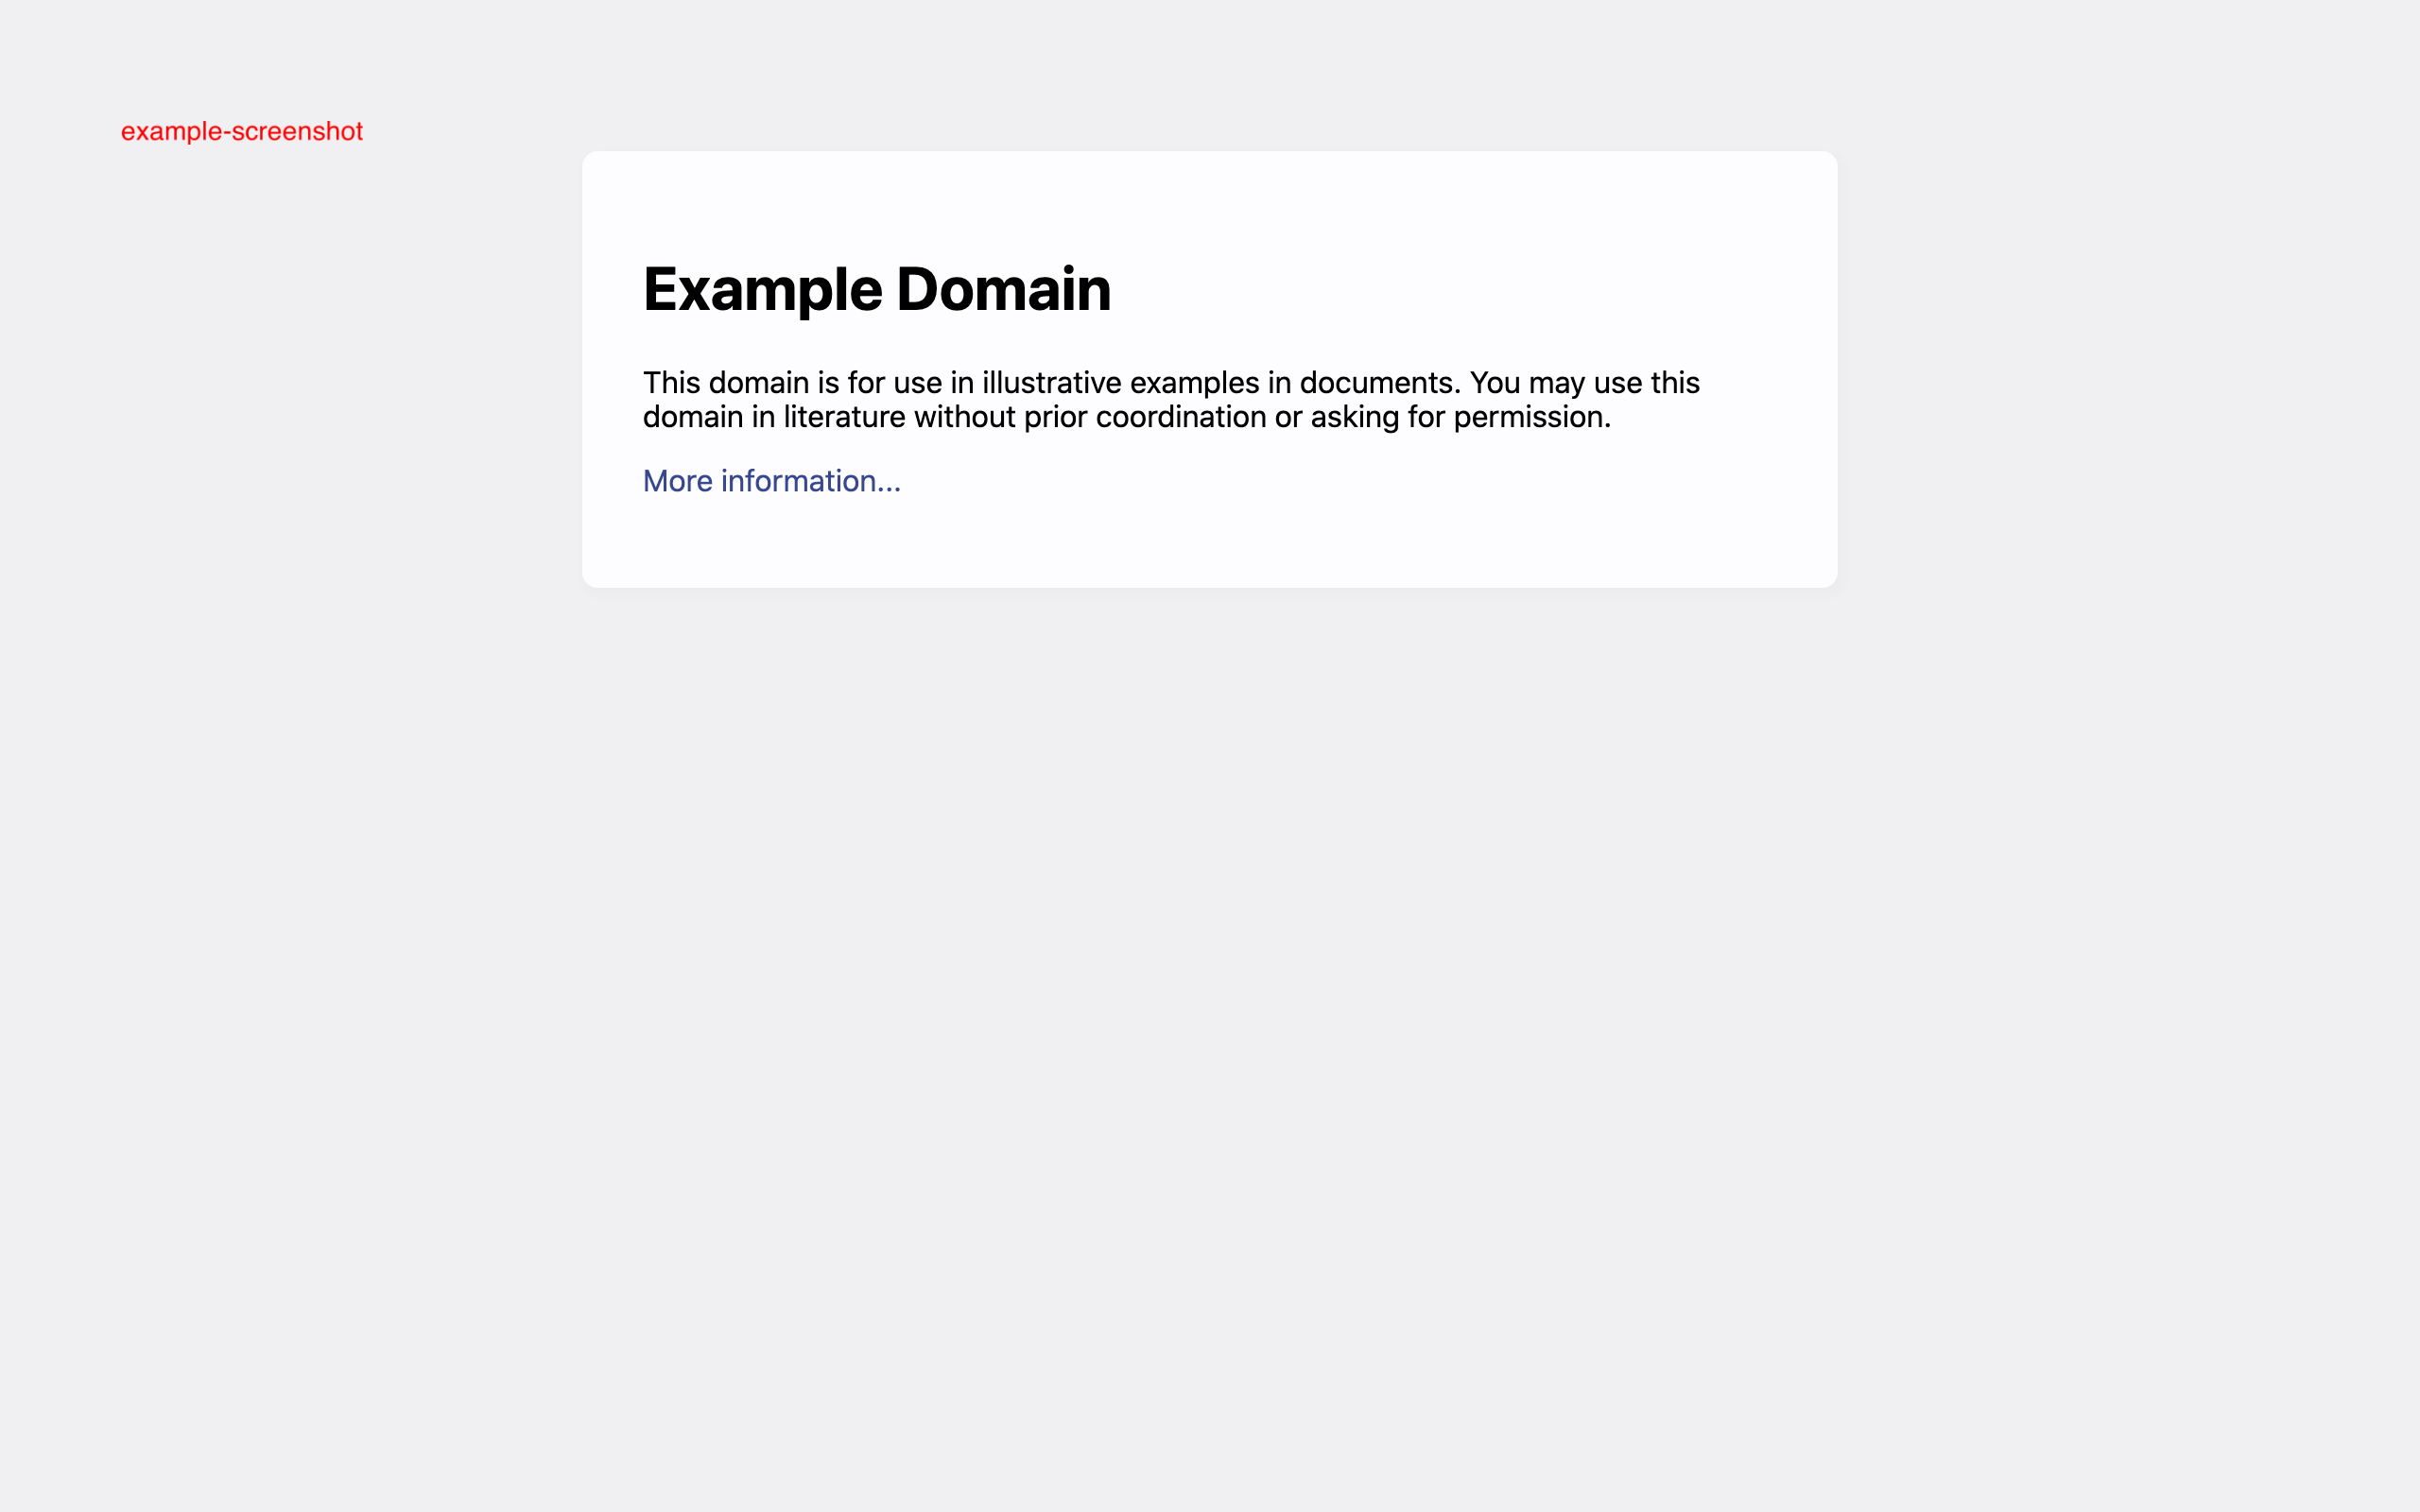 example-screenshot
Example Domain
This domain is for use in illustrative examples in documents. You may use this
domain in literature without prior coordination or asking for permission.
More information...